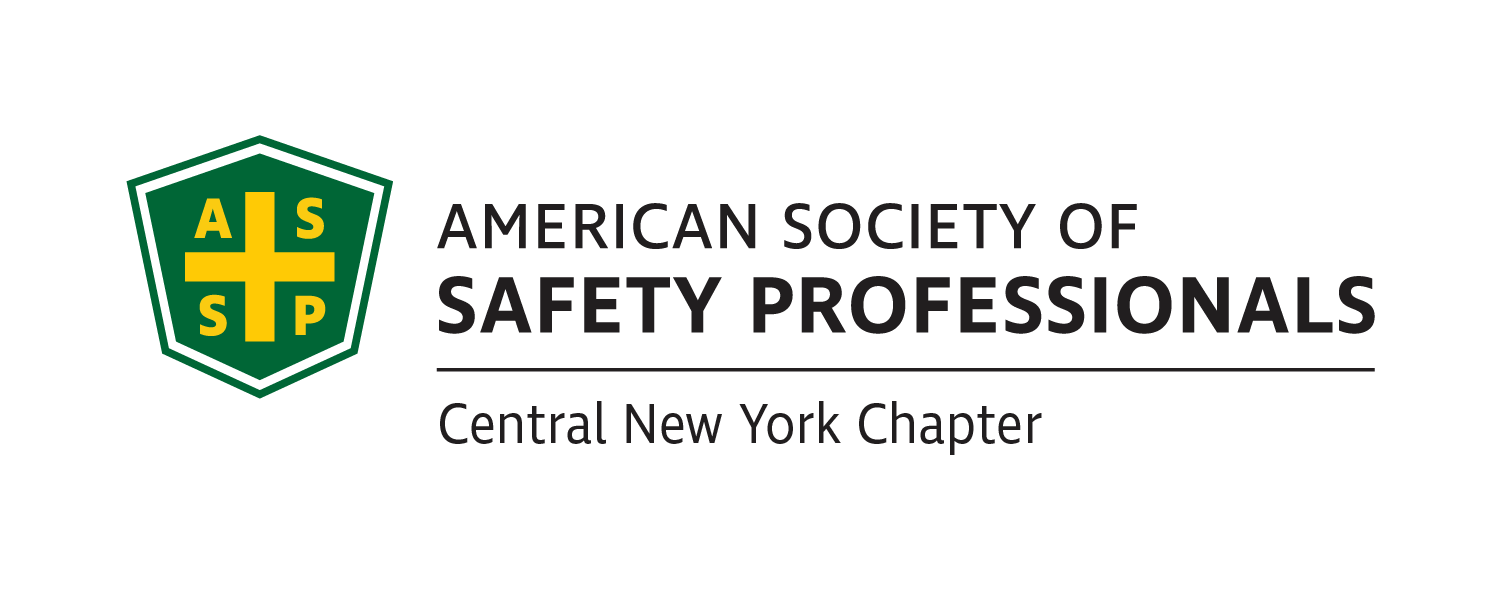 A S
S P
AMERICAN SOCIETY OF
SAFETY PROFESSIONALS
Central New York Chapter